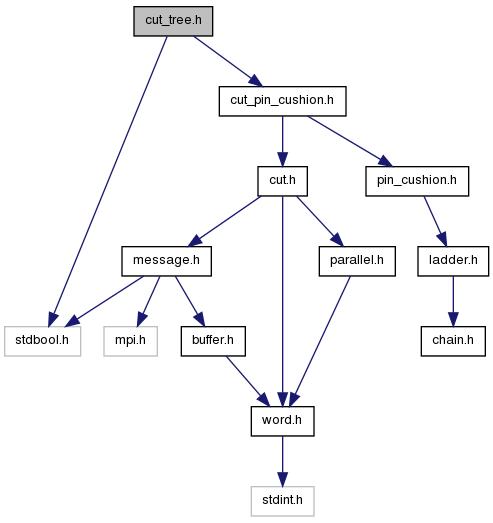 cut_tree.h
cut_pin_cushion.h
cut.h
pin_cushion.h
message.h
parallel.h
ladder.h
stdbool.h
mpi.h
buffer.h
chain.h
word.h
stdint.h